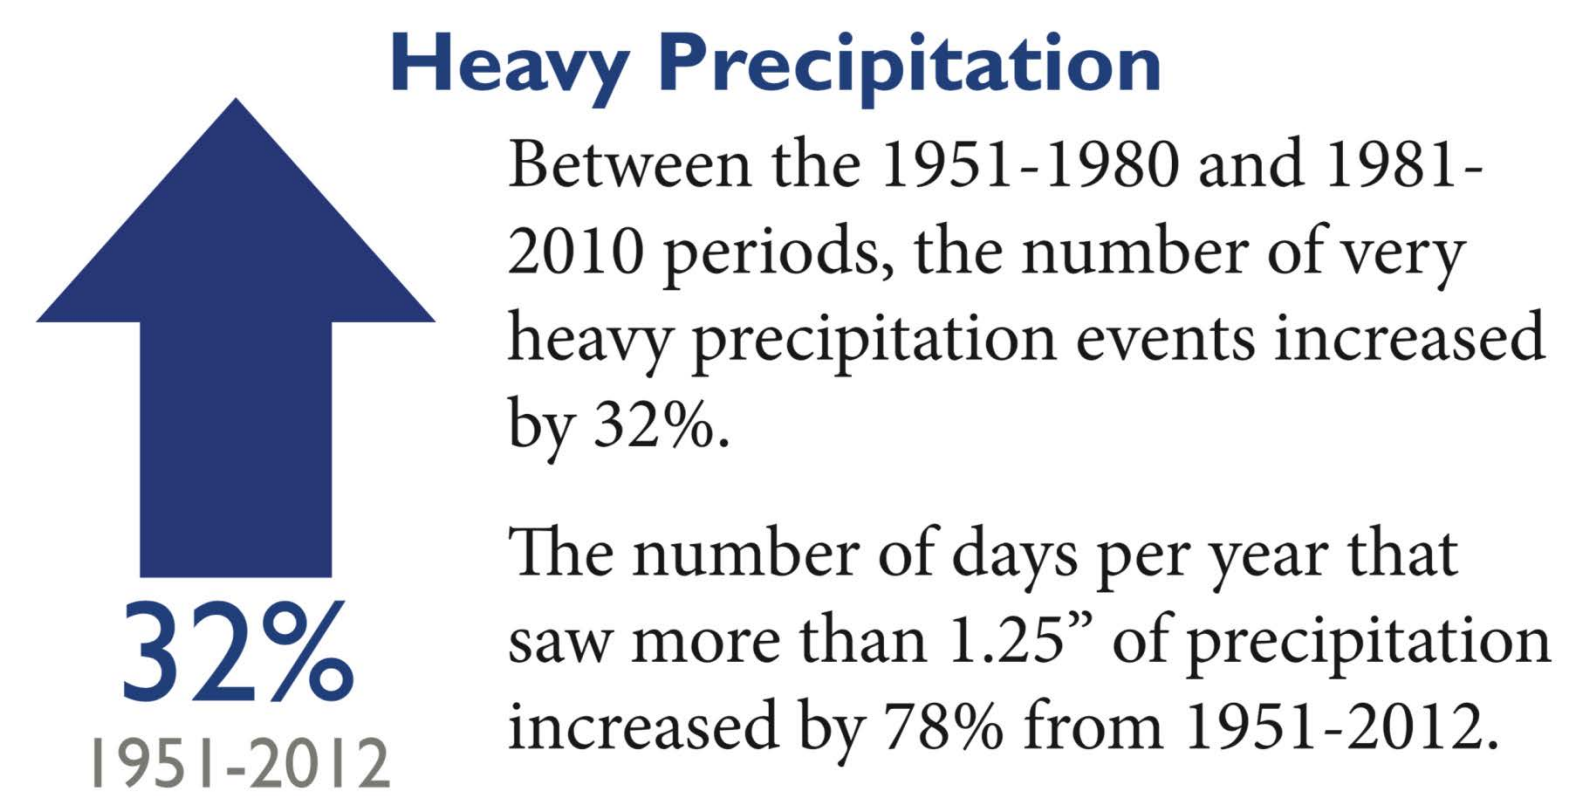 Heavy Precipitation
Between the 1951-1980 and 1981-
2010 periods, the number of very
heavy precipitation events increased
by 32%.
The number of days per year that
saw more than 1.25” of precipitation
increased by 78% from 1951-2012.
32%
1951-2012